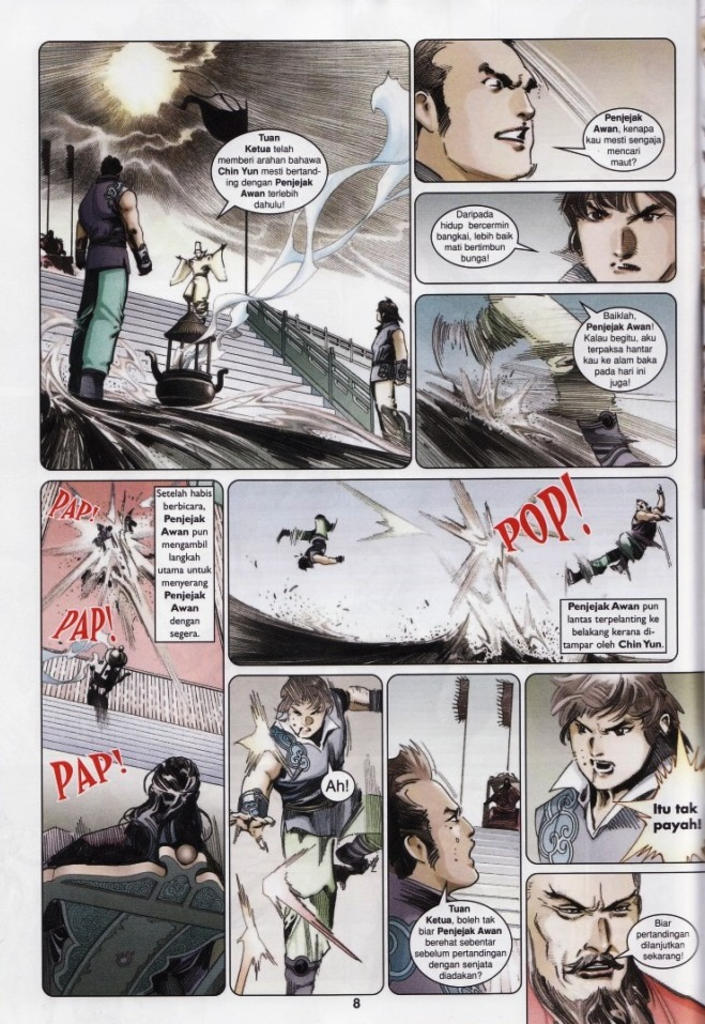 Tuan
Ketua telah
memberi arahan bahawa
Chin Yun mesti bertand-
ing dengan Penjejak
Awan terlebih
dahulu!
Penjejak
Awan, kenapa
kau mesti sengaja
mencari
maut?
Daripada
hidup bercermin
bangkai, lebih baik
mati bertimbun
bunga!
Baiklah,
Penjejak Awan!
Kalau begitu, aku
terpaksa hantar
kau ke alam baka
pada hari ini
juga!
PAP!
Setelah habis
berbicara,
Penjejak
Awan pun
mengambil
langkah
utama untuk
menyerang
Penjejak
Awan
dengan
segera.
PAP!
PAP!
POP!
Penjejak Awan pun
lantas terpelanting ke
belakang kerana di-
tampar oleh Chin Yun.
Ah!
Tuan
Ketua, boleh tak
biar Penjejak Awan
berehat sebentar
sebelum pertandingan
dengan senjata
diadakan?
Itu tak
payah!
Biar
pertandingan
dilanjutkan
sekarang!
8